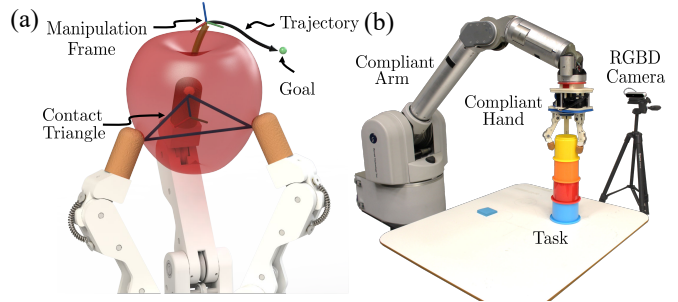 (a)
Manipulation
Frame
Trajectory
Goal
Contact
Triangle
(b)
Compliant
Arm
Compliant
Hand
RGBD
Camera
Task